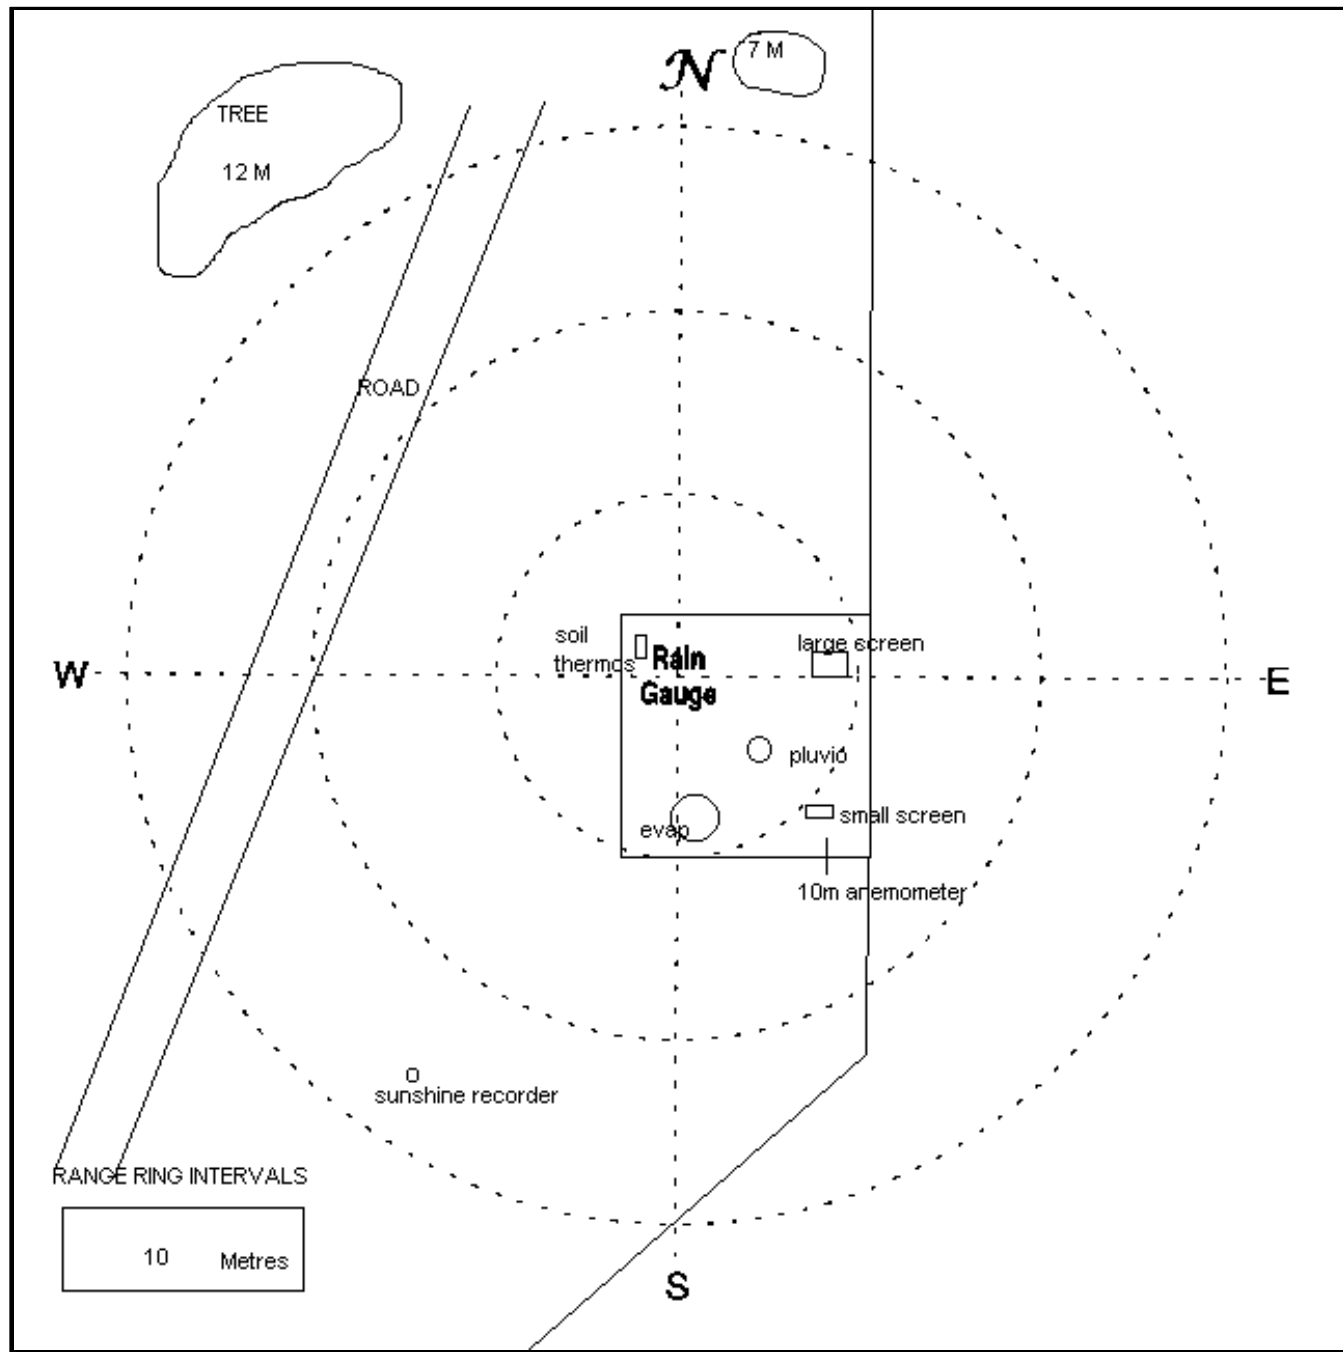 N
7 M
TREE
12 M
ROAD
soil
thermos
Rain
Gauge
large screen
W
E
pluvio
evap
small screen
10m anemometer
sunshine recorder
RANGE RING INTERVALS
10 Metres
S